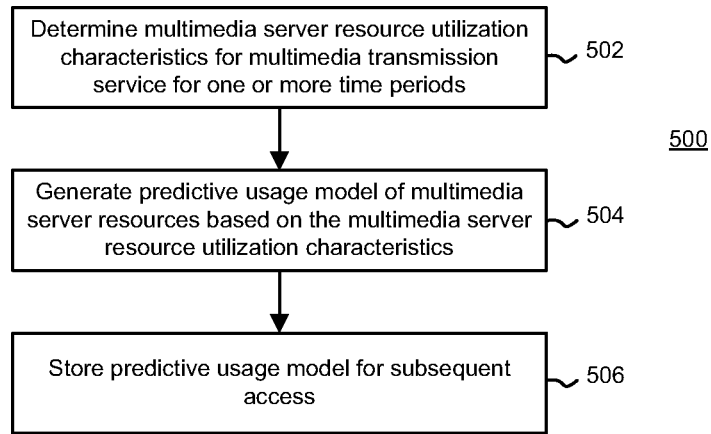 Determine multimedia server resource utilization
characteristics for multimedia transmission
service for one or more time periods
502
500
Generate predictive usage model of multimedia
server resources based on the multimedia server
resource utilization characteristics
504
Store predictive usage model for subsequent
access
506